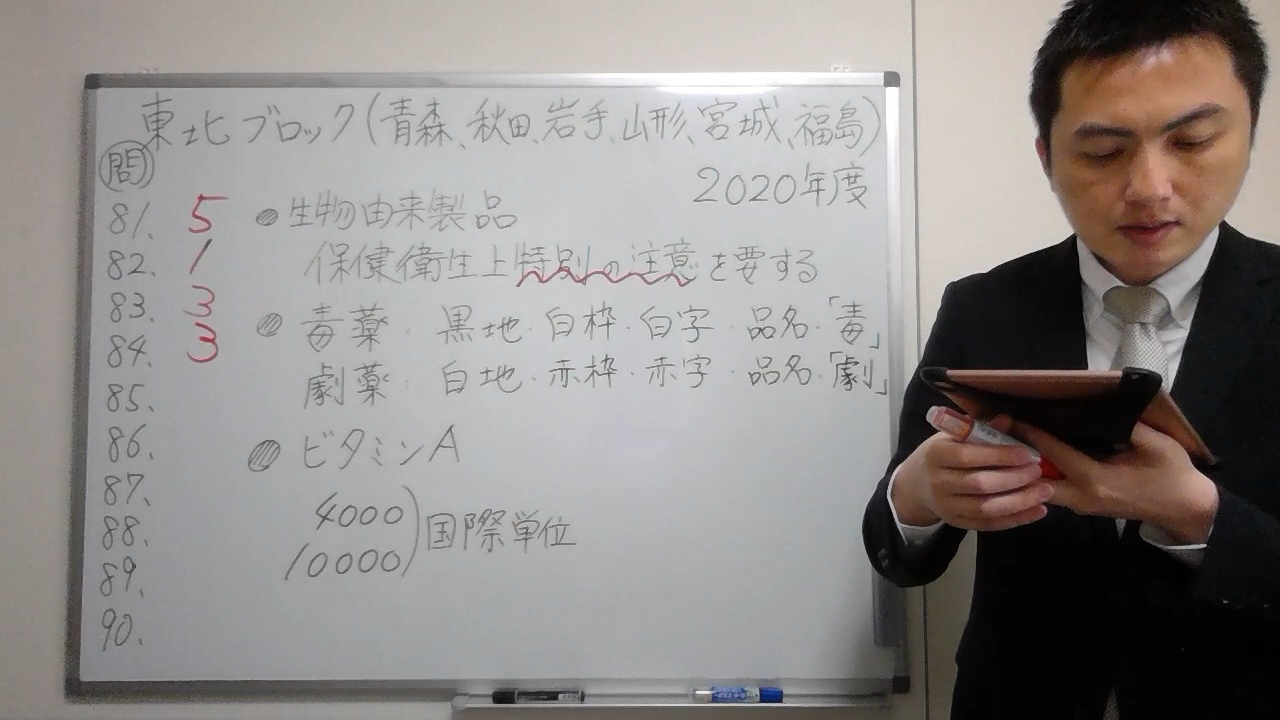 東北ブロック(青森、秋田、岩手、山形、宮城、福島)
2020年度
問
81. 5
82. 1
83. 3
84. 3
85.
86.
87.
88.
89.
90.
生物由来製品
保健衛生上特別の注意を要する
毒薬・黒地・白枠・白字・品名・「毒」
劇薬・白地・赤枠・赤字・品名・「劇」
ビタミンA
4000
10000
国際単位